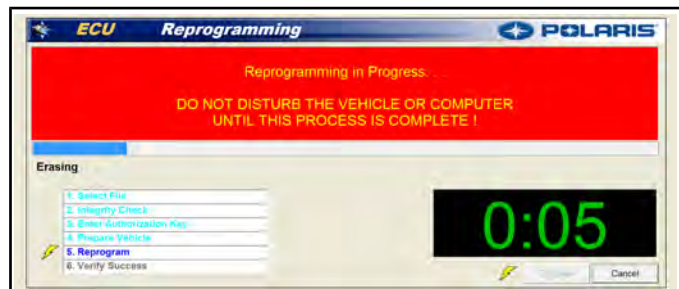 ECU Reprogramming POLARIS
Reprogramming in Progress. . .
DO NOT DISTURB THE VEHICLE OR COMPUTER
UNTIL THIS PROCESS IS COMPLETE !
Erasing
1. Select File
2. Integrity Check
3. Enter Authorization Key
4. Prepare Vehicle
5. Reprogram
6. Verify Success
0:05
Cancel